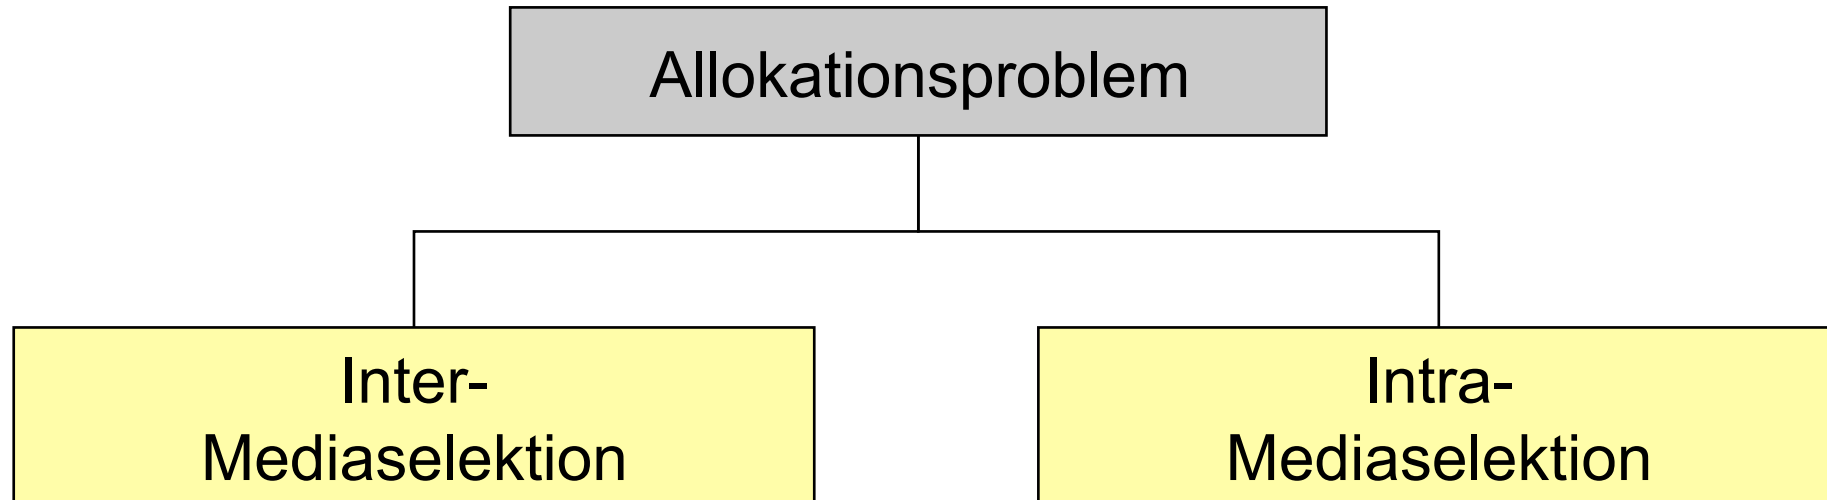 Allokationsproblem
Inter-
Mediaselektion
Intra-
Mediaselektion